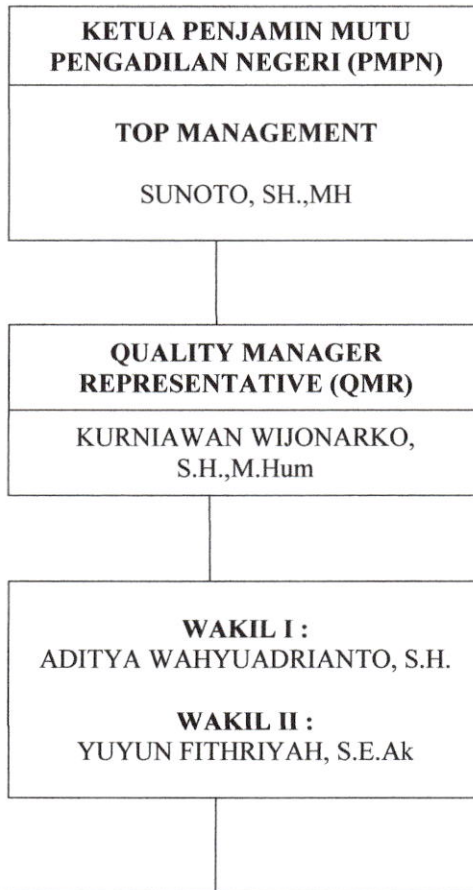 KETUA PENJAMIN MUTU
PENGADILAN NEGERI (PMPN)
TOP MANAGEMENT
SUNOTO, SH.,MH
QUALITY MANAGER
REPRESENTATIVE (QMR)
KURNIAWAN WIJONARKO,
S.H.,M.Hum
WAKIL I :
ADITYA WAHYUADRIANTO, S.H.
WAKIL II :
YUYUN FITHRIYAH, S.E.Ak